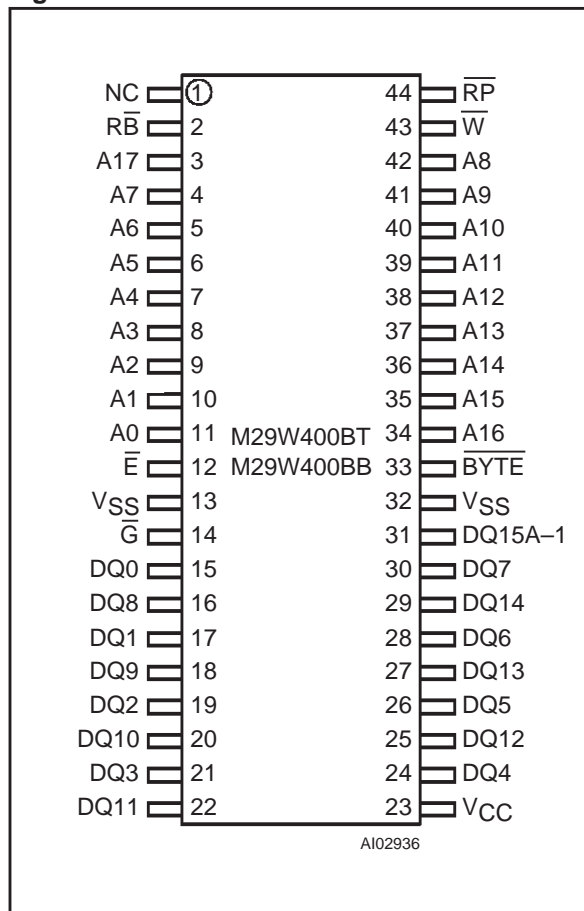 NC 1 44 R̅P̅
RB̅ 2 43 W̅
A17 3 42 A8
A7 4 41 A9
A6 5 40 A10
A5 6 39 A11
A4 7 38 A12
A3 8 37 A13
A2 9 36 A14
A1 10 35 A15
A0 11 M29W400BT 34 A16
E̅ 12 M29W400BB 33 B̅Y̅T̅E̅
VSS 13 32 VSS
G̅ 14 31 DQ15A–1
DQ0 15 30 DQ7
DQ8 16 29 DQ14
DQ1 17 28 DQ6
DQ9 18 27 DQ13
DQ2 19 26 DQ5
DQ10 20 25 DQ12
DQ3 21 24 DQ4
DQ11 22 23 VCC
AI02936